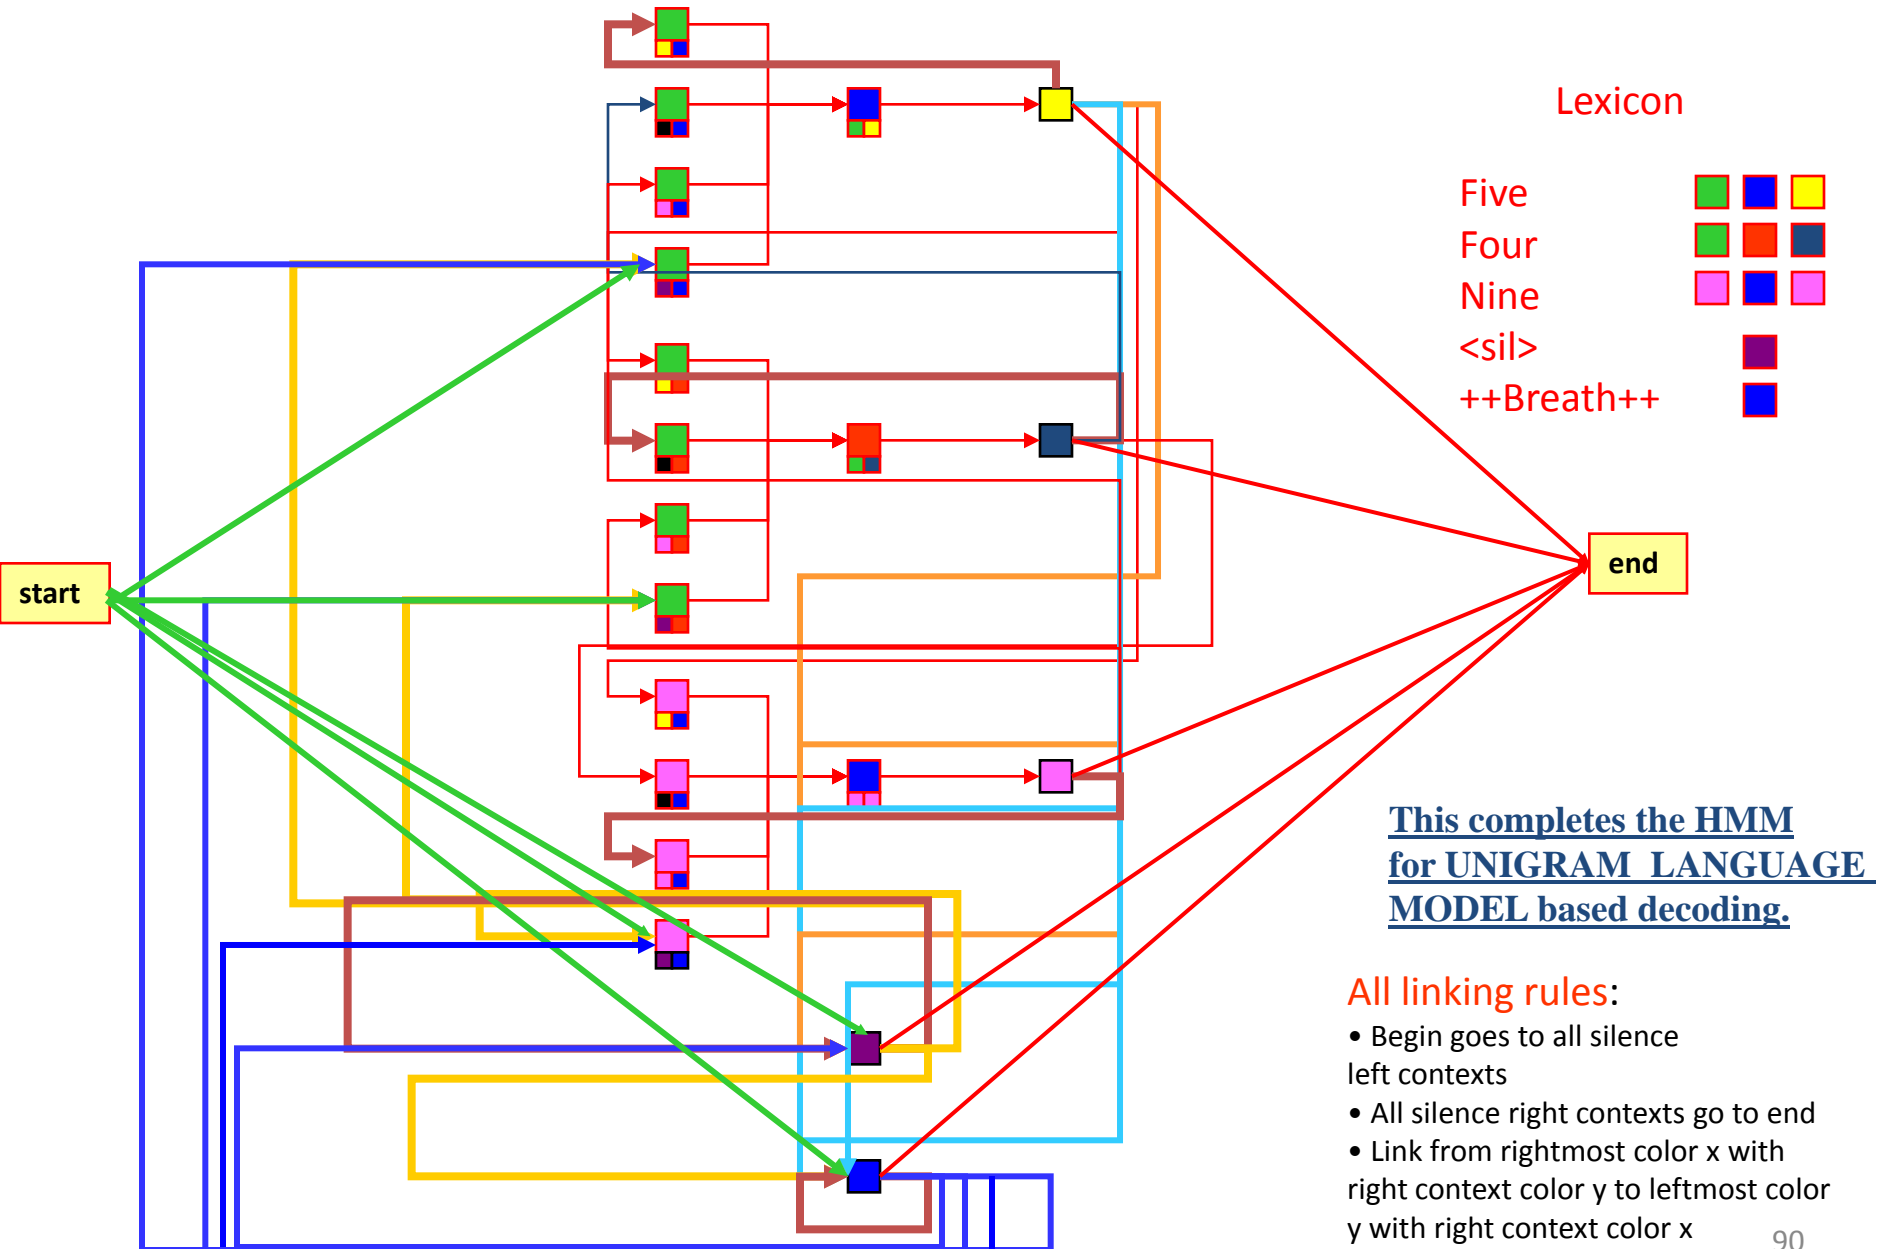 Lexicon
Five
Four
Nine
<sil>
++Breath++
start
end
This completes the HMM
for UNIGRAM LANGUAGE
MODEL based decoding.
All linking rules:
• Begin goes to all silence
left contexts
• All silence right contexts go to end
• Link from rightmost color x with
right context color y to leftmost color
y with right context color x
90